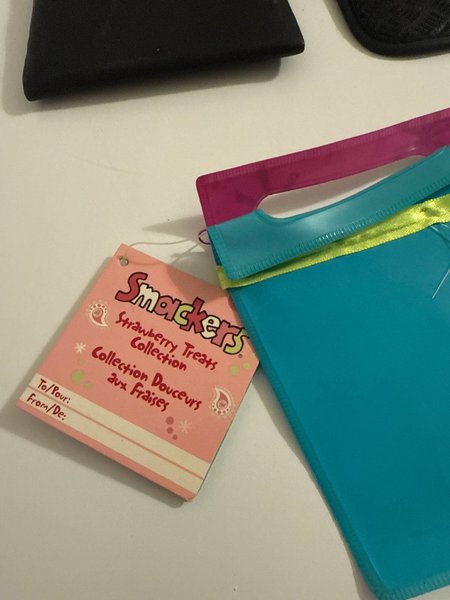 Smackers
Strawberry Treats
Collection
Collection Douceurs
aux Fraises
To/Pour:
From/De: